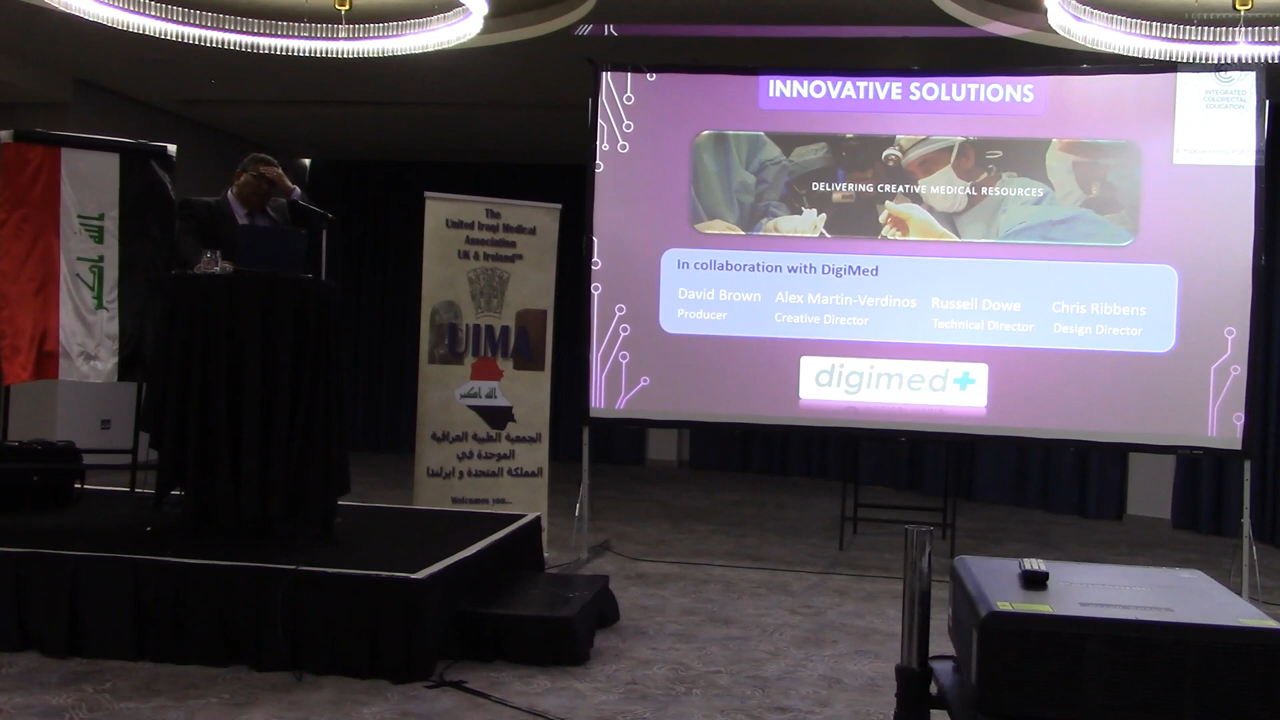 الله اكبر
The
United Iraqi Medical
Association
UK & Ireland
UIMA
الله اكبر
الجمعية الطبية العراقية
الموحدة في
المملكة المتحدة و ايرلندا
Welcomes you...
INNOVATIVE SOLUTIONS
INTEGRATED
COLORECTAL
EDUCATION
DELIVERING CREATIVE MEDICAL RESOURCES
In collaboration with DigiMed
David Brown Alex Martin-Verdinos Russell Dowe Chris Ribbens
Producer Creative Director Technical Director Design Director
digimed+